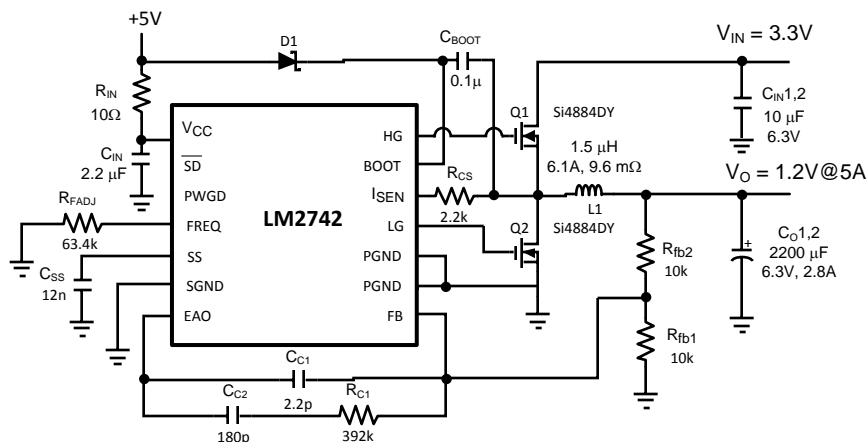 +5V
D1
C_BOOT
0.1μ
V_IN = 3.3V
R_IN
10Ω
C_IN1,2
10 μF
6.3V
Q1
Si4884DY
V_CC
HG
C_IN
2.2 μF
SD
BOOT
1.5 μH
6.1A, 9.6 mΩ
R_CS
V_O = 1.2V@5A
PWGD
I_SEN
2.2k
L1
R_FADJ
63.4k
LM2742
FREQ
LG
Q2
Si4884DY
C_O1,2
2200 μF
6.3V, 2.8A
+
SS
PGND
R_fb2
10k
C_SS
12n
SGND
PGND
EAO
FB
R_fb1
10k
C_C1
2.2p
C_C2
180p
R_C1
392k